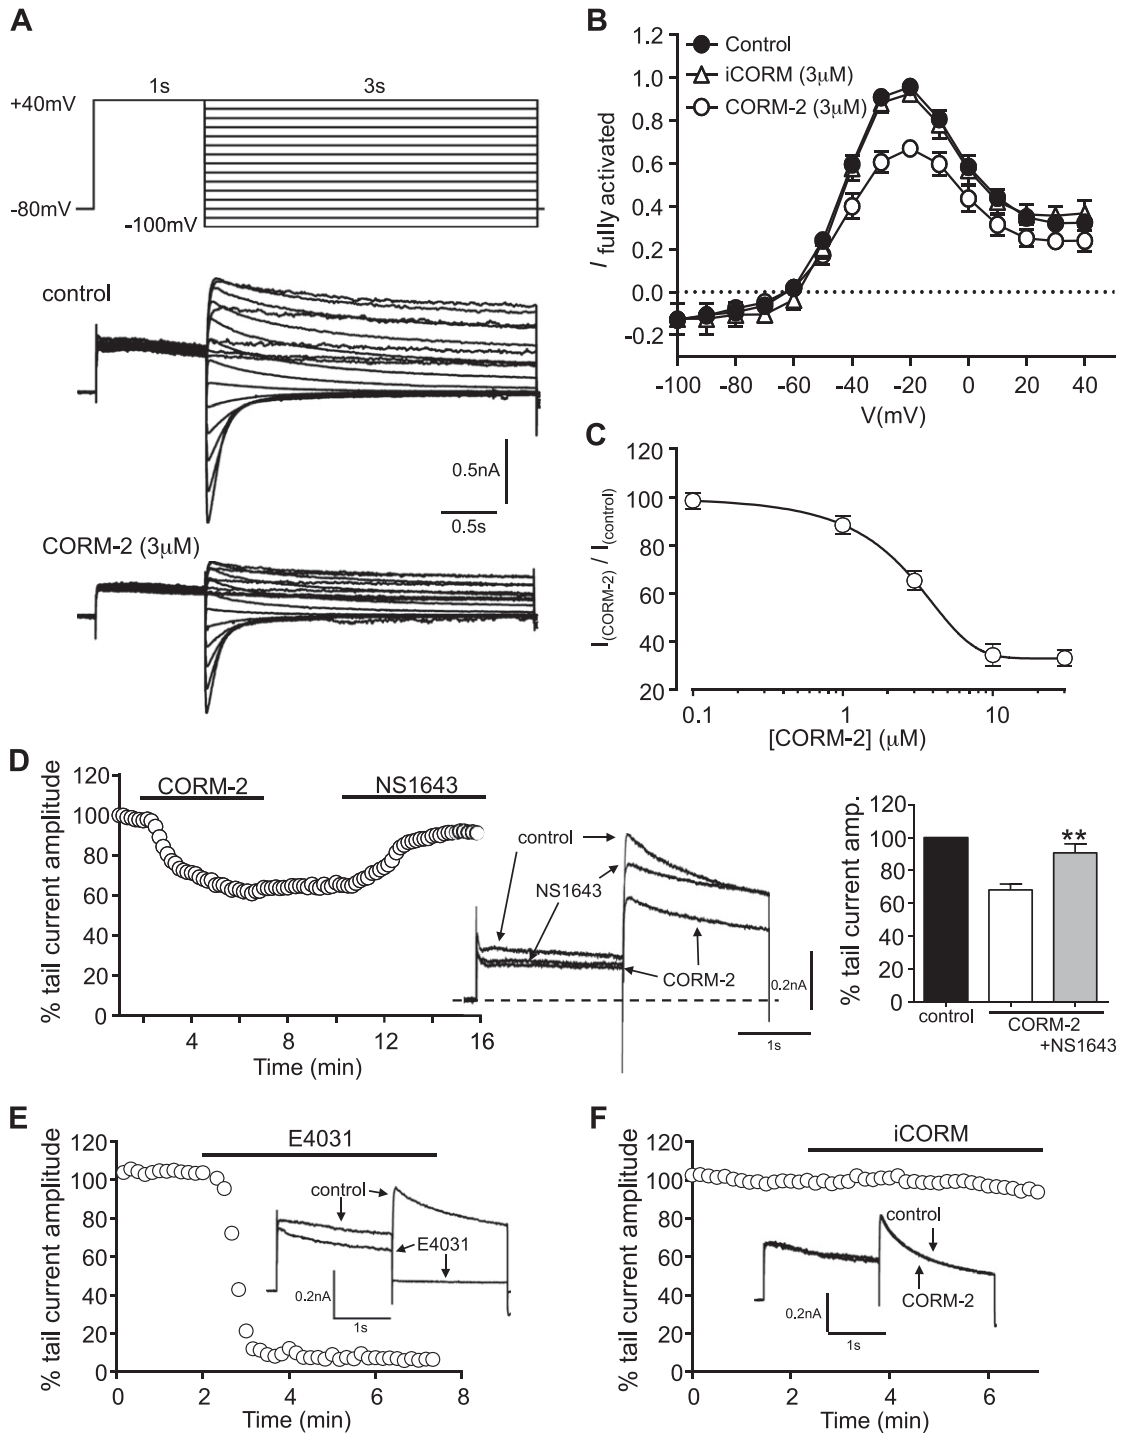 A
1s
3s
+40mV
-80mV
-100mV
control
0.5nA
0.5s
CORM-2 (3μM)
B
Control
iCORM (3μM)
CORM-2 (3μM)
I fully activated
1.2
1.0
0.8
0.6
0.4
0.2
0.0
-0.2
-100
-80
-60
-40
-20
0
20
40
V(mV)
C
I(CORM-2) / I(control)
120
100
80
60
40
20
0.1
1
10
[CORM-2] (μM)
D
% tail current amplitude
120
100
80
60
40
20
0
CORM-2
NS1643
4
8
12
16
Time (min)
control
NS1643
CORM-2
0.2nA
1s
% tail current amp.
120
100
80
60
40
20
0
**
control
CORM-2
+NS1643
E
% tail current amplitude
120
100
80
60
40
20
0
E4031
control
E4031
0.2nA
1s
0
2
4
6
8
Time (min)
F
% tail current amplitude
120
100
80
60
40
20
0
iCORM
control
CORM-2
0.2nA
1s
0
2
4
6
Time (min)